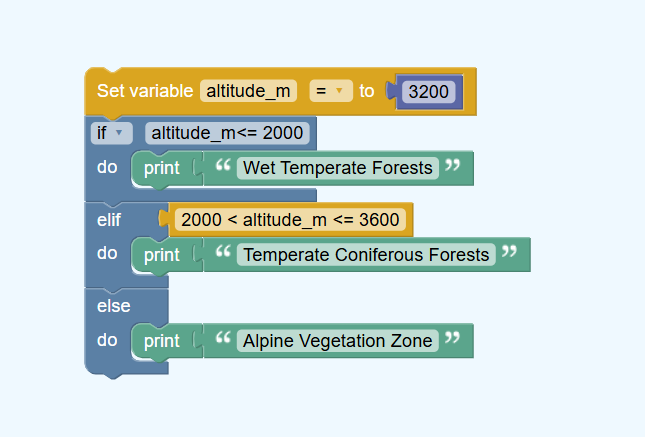 Set variable altitude_m = to 3200
if altitude_m<= 2000
do print “ Wet Temperate Forests ”
elif 2000 < altitude_m <= 3600
do print “ Temperate Coniferous Forests ”
else
do print “ Alpine Vegetation Zone ”